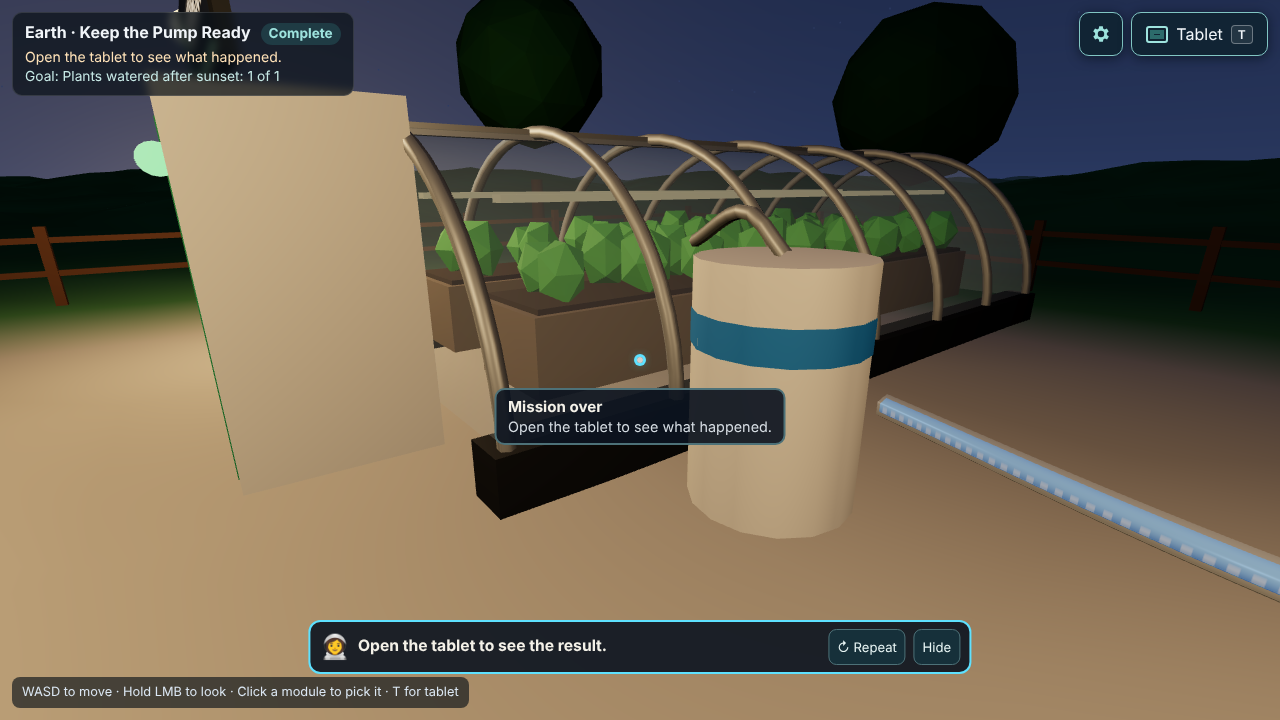 Earth · Keep the Pump Ready Complete
Open the tablet to see what happened.
Goal: Plants watered after sunset: 1 of 1
Tablet T
Mission over
Open the tablet to see what happened.
Open the tablet to see the result.
↻ Repeat
Hide
WASD to move · Hold LMB to look · Click a module to pick it · T for tablet